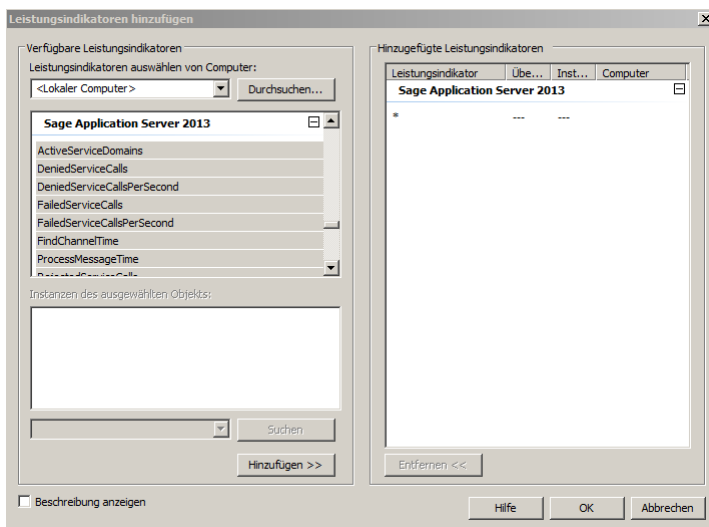 Leistungsindikatoren hinzufügen
Verfügbare Leistungsindikatoren
Leistungsindikatoren auswählen von Computer:
<Lokaler Computer>
Durchsuchen...
Sage Application Server 2013
ActiveServiceDomains
DeniedServiceCalls
DeniedServiceCallsPerSecond
FailedServiceCalls
FailedServiceCallsPerSecond
FindChannelTime
ProcessMessageTime
RejectedServiceCalls
Instanzen des ausgewählten Objekts:
Suchen
Hinzufügen >>
Beschreibung anzeigen
Hinzugefügte Leistungsindikatoren
Leistungsindikator Übe... Inst... Computer
Sage Application Server 2013
* --- ---
Entfernen <<
Hilfe OK Abbrechen